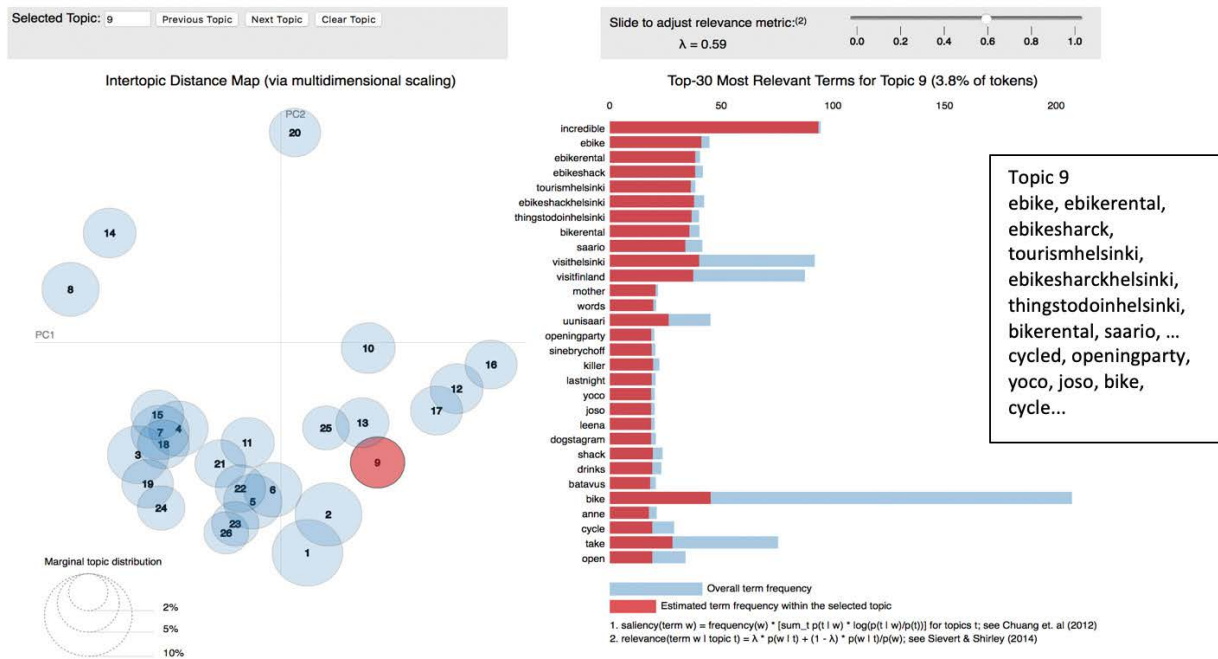 Selected Topic: 9 Previous Topic Next Topic Clear Topic
Slide to adjust relevance metric:(2)
λ = 0.59
0.0 0.2 0.4 0.6 0.8 1.0
Intertopic Distance Map (via multidimensional scaling)
PC2
20
14
8
PC1
10
16
12
17
15
4
7
18
3
11
25
13
21
9
19
22
6
5
24
2
23
26
1
Marginal topic distribution
2%
5%
10%
Top-30 Most Relevant Terms for Topic 9 (3.8% of tokens)
0 50 100 150 200
incredible
ebike
ebikerental
ebikeshack
tourismhelsinki
ebikeshackhelsinki
thingstodoinhelsinki
bikerental
saario
visithelsinki
visitfinland
mother
words
uunisaari
openingparty
sinebrychoff
killer
lastnight
yoco
joso
leena
dogstagram
shack
drinks
batavus
bike
anne
cycle
take
open
Overall term frequency
Estimated term frequency within the selected topic
1. saliency(term w) = frequency(w) * [sum_t p(t | w) * log(p(t | w)/p(t))] for topics t; see Chuang et. al (2012)
2. relevance(term w | topic t) = λ * p(w | t) + (1 - λ) * p(w | t)/p(w); see Sievert & Shirley (2014)
Topic 9
ebike, ebikerental,
ebikesharck,
tourismhelsinki,
ebikesharckhelsinki,
thingstodoinhelsinki,
bikerental, saario, ...
cycled, openingparty,
yoco, joso, bike,
cycle...